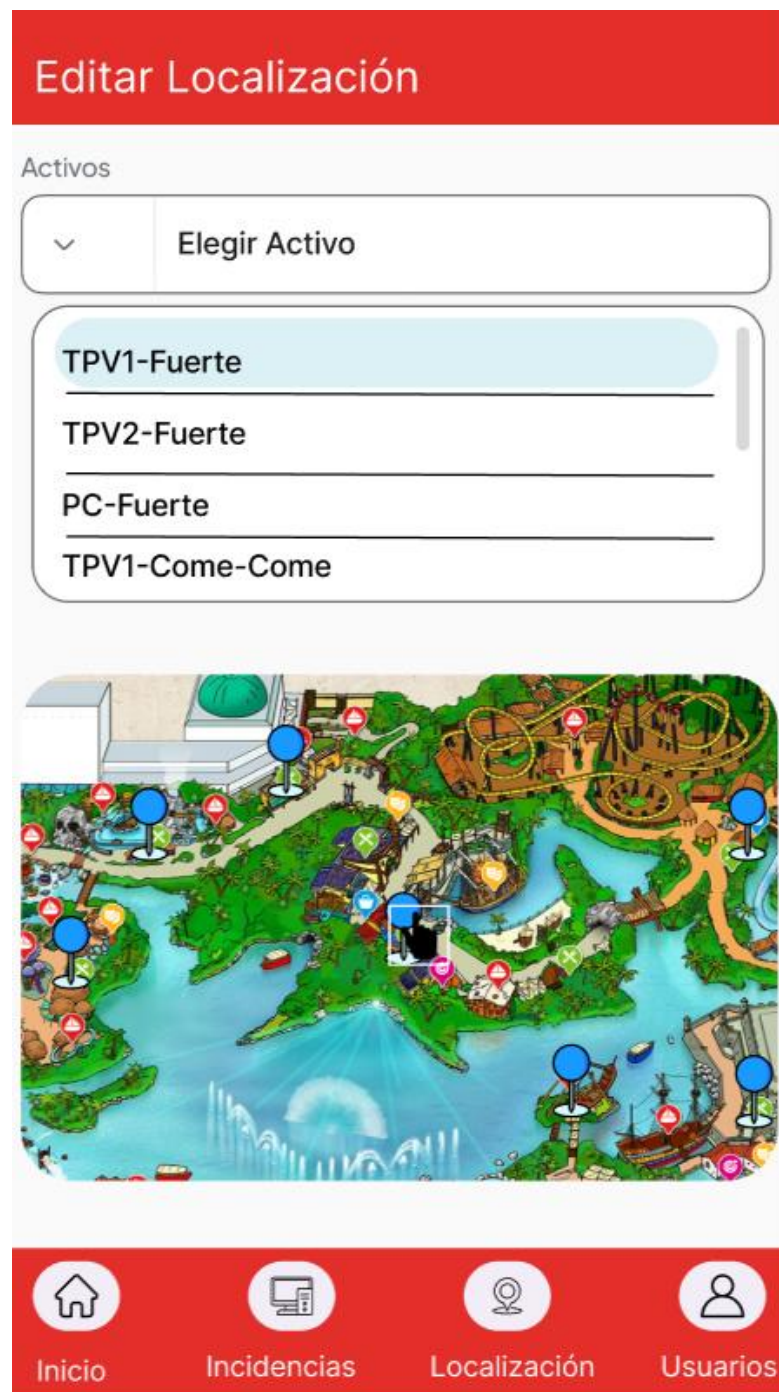 Editar Localización
Activos
Elegir Activo
TPV1-Fuerte
TPV2-Fuerte
PC-Fuerte
TPV1-Come-Come
Inicio
Incidencias
Localización
Usuarios